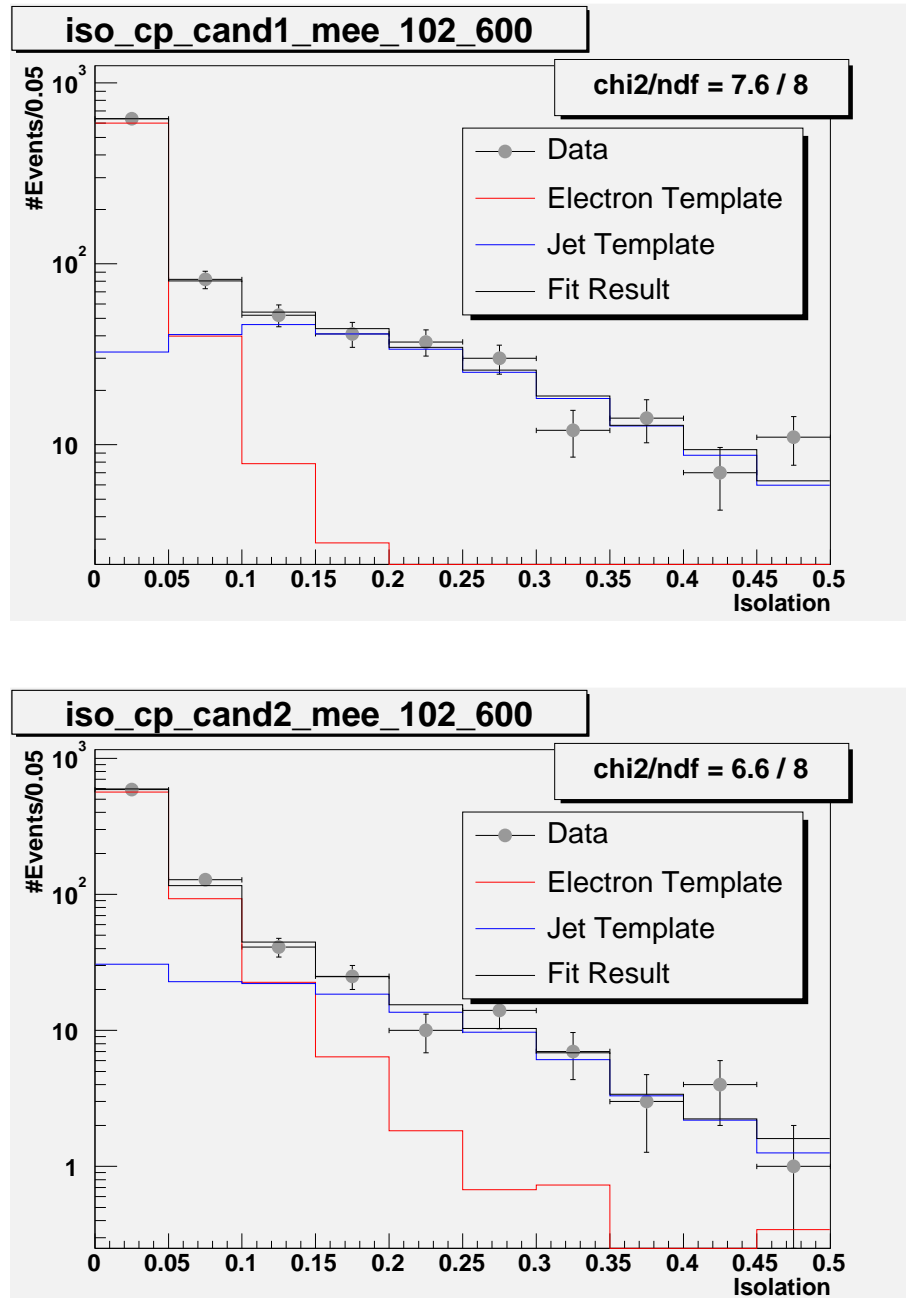 iso_cp_cand1_mee_102_600
chi2/ndf = 7.6 / 8
#Events/0.05
10³
10²
10
Data
Electron Template
Jet Template
Fit Result
0 0.05 0.1 0.15 0.2 0.25 0.3 0.35 0.4 0.45 0.5
Isolation
iso_cp_cand2_mee_102_600
chi2/ndf = 6.6 / 8
#Events/0.05
10³
10²
10
1
Data
Electron Template
Jet Template
Fit Result
0 0.05 0.1 0.15 0.2 0.25 0.3 0.35 0.4 0.45 0.5
Isolation